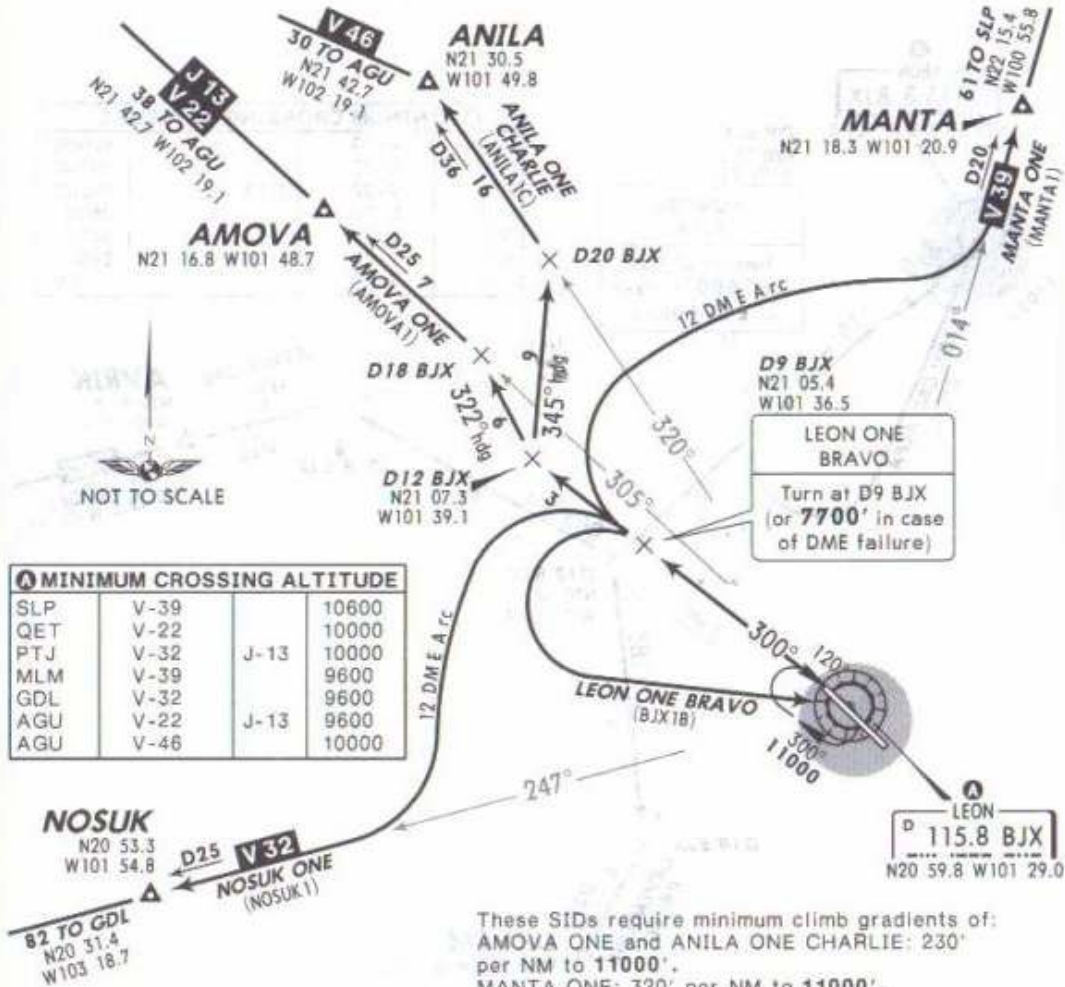 V 46
30 TO AGU
N21 42.7
W102 19.1
ANILA
N21 30.5
W101 49.8
J 13
V 22
38 TO AGU
N21 42.7 W102 19.1
D36
16
ANILA ONE
CHARLIE
(ANILA1C)
61 TO SLP
N22 15.4
W100 55.8
MANTA
N21 18.3 W101 20.9
D20
V 39
MANTA ONE
(MANTA1)
AMOVA
N21 16.8 W101 48.7
D25
7
AMOVA ONE
(AMOVA1)
D20 BJX
12 DME Arc
014°
D18 BJX
6
322° hdg
9
345° hdg
320°
305°
N
NOT TO SCALE
D12 BJX
N21 07.3
W101 39.1
3
D9 BJX
N21 05.4
W101 36.5
LEON ONE
BRAVO
Turn at D9 BJX
(or 7700' in case
of DME failure)
A MINIMUM CROSSING ALTITUDE
SLP V-39 10600
QET V-22 10000
PTJ V-32 J-13 10000
MLM V-39 9600
GDL V-32 9600
AGU V-22 J-13 9600
AGU V-46 10000
12 DME Arc
300°
120°
LEON ONE BRAVO
(BJX1B)
300°
11000
247°
A
LEON
D 115.8 BJX
N20 59.8 W101 29.0
NOSUK
N20 53.3
W101 54.8
D25
V 32
NOSUK ONE
(NOSUK1)
82 TO GDL
N20 31.4
W103 18.7
These SIDs require minimum climb gradients of:
AMOVA ONE and ANILA ONE CHARLIE: 230'
per NM to 11000'.
MANTA ONE: 320' per NM to 11000'.